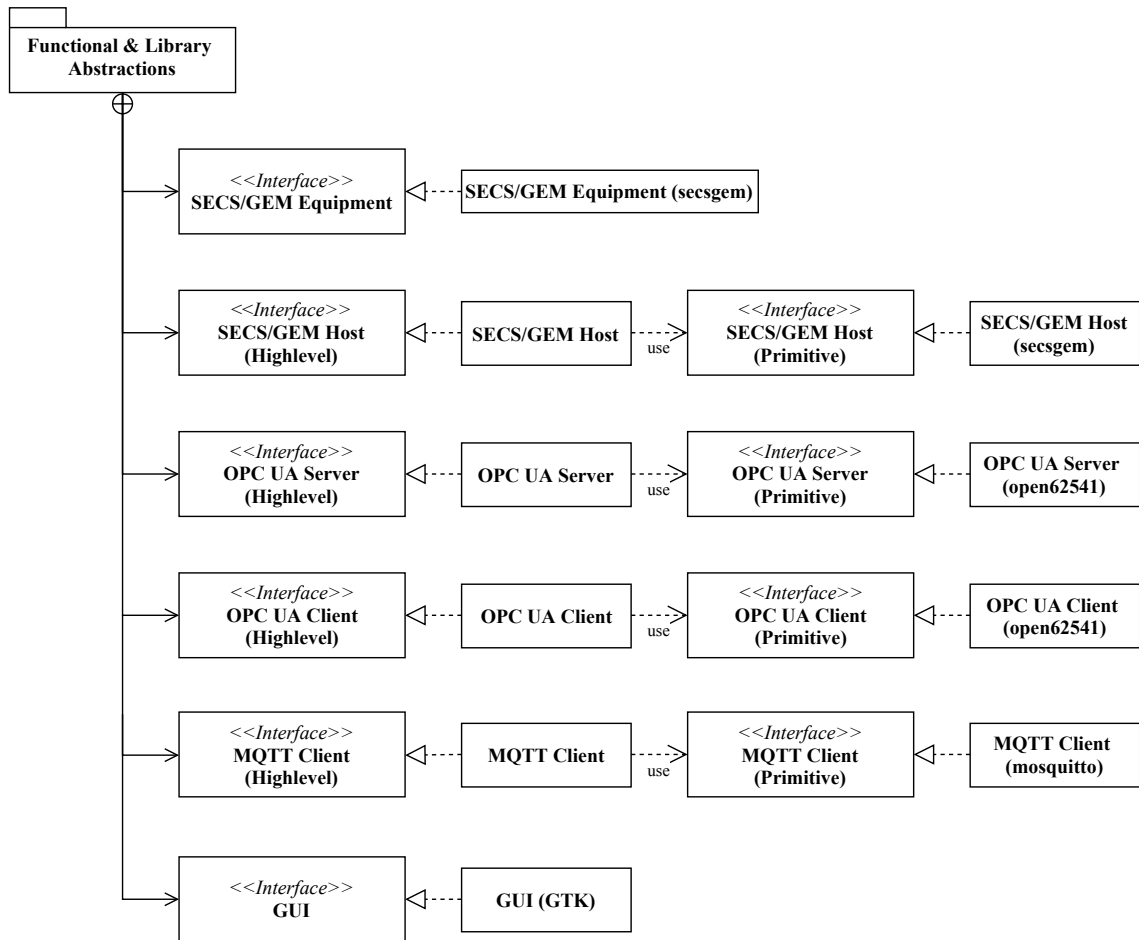 Functional & Library
Abstractions
<<Interface>>
SECS/GEM Equipment
SECS/GEM Equipment (secsgem)
<<Interface>>
SECS/GEM Host
(Highlevel)
SECS/GEM Host
use
<<Interface>>
SECS/GEM Host
(Primitive)
SECS/GEM Host
(secsgem)
<<Interface>>
OPC UA Server
(Highlevel)
OPC UA Server
use
<<Interface>>
OPC UA Server
(Primitive)
OPC UA Server
(open62541)
<<Interface>>
OPC UA Client
(Highlevel)
OPC UA Client
use
<<Interface>>
OPC UA Client
(Primitive)
OPC UA Client
(open62541)
<<Interface>>
MQTT Client
(Highlevel)
MQTT Client
use
<<Interface>>
MQTT Client
(Primitive)
MQTT Client
(mosquitto)
<<Interface>>
GUI
GUI (GTK)